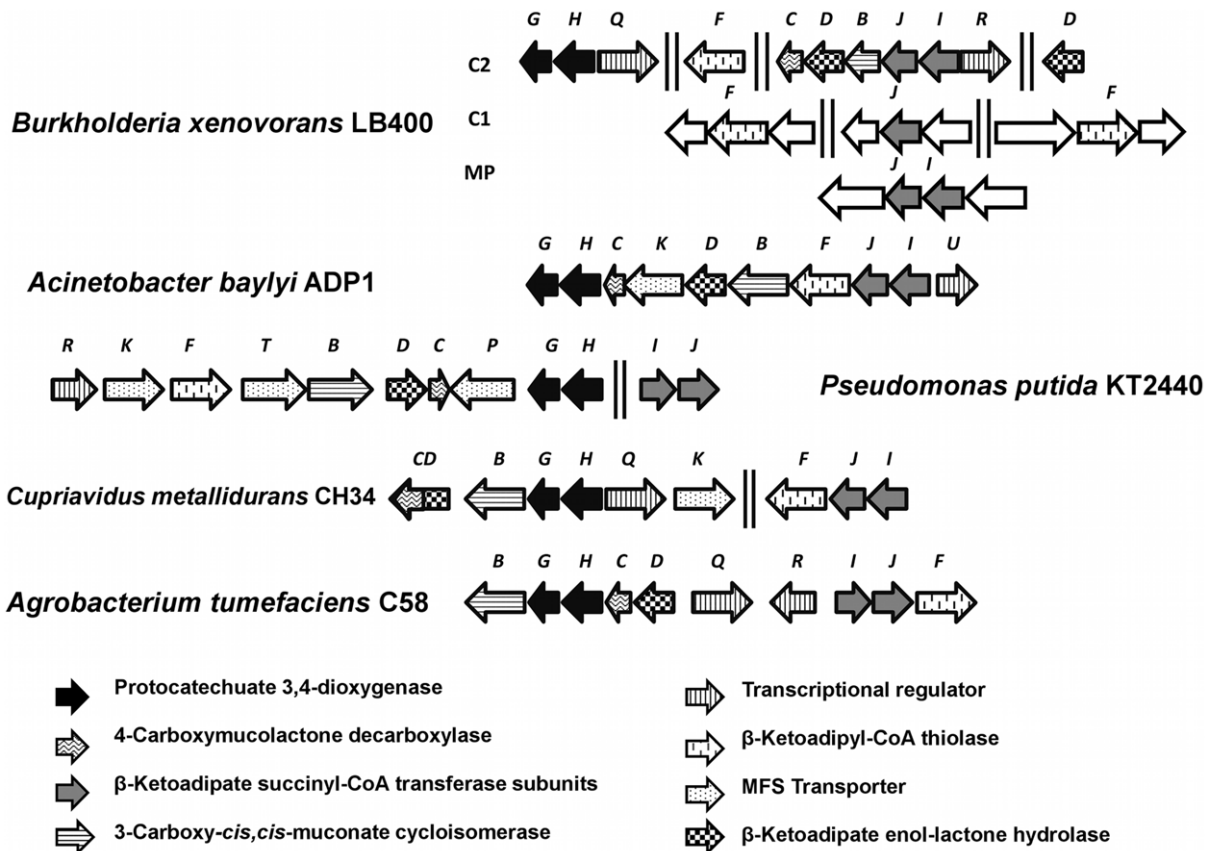 G H Q F C D B J I R D
C2
F J F
Burkholderia xenovorans LB400 C1
MP
J I
G H C K D B F J I U
Acinetobacter baylyi ADP1
R K F T B D C P G H I J
Pseudomonas putida KT2440
CD B G H Q K F J I
Cupriavidus metallidurans CH34
B G H C D Q R I J F
Agrobacterium tumefaciens C58
Protocatechuate 3,4-dioxygenase
4-Carboxymucolactone decarboxylase
β-Ketoadipate succinyl-CoA transferase subunits
3-Carboxy-cis,cis-muconate cycloisomerase
Transcriptional regulator
β-Ketoadipyl-CoA thiolase
MFS Transporter
β-Ketoadipate enol-lactone hydrolase